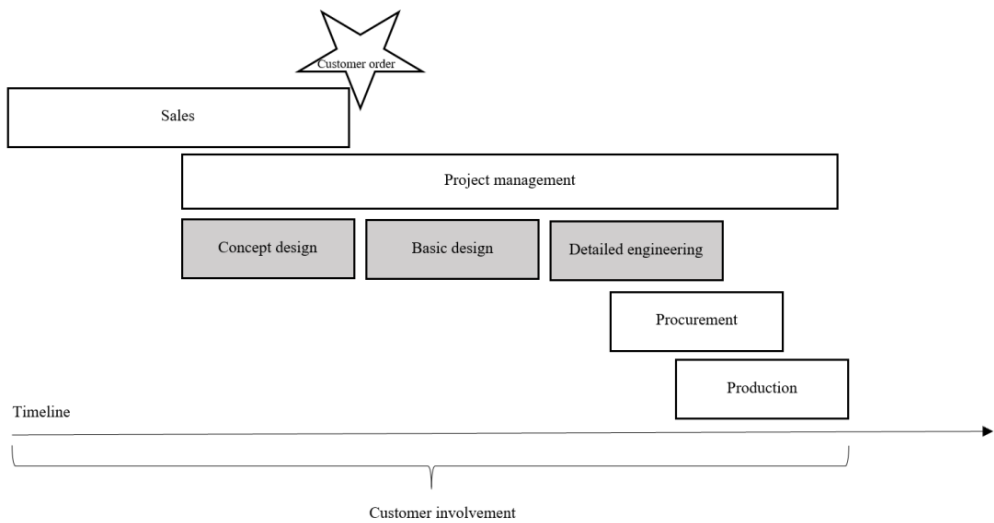 Customer order
Sales
Project management
Concept design
Basic design
Detailed engineering
Procurement
Production
Timeline
Customer involvement